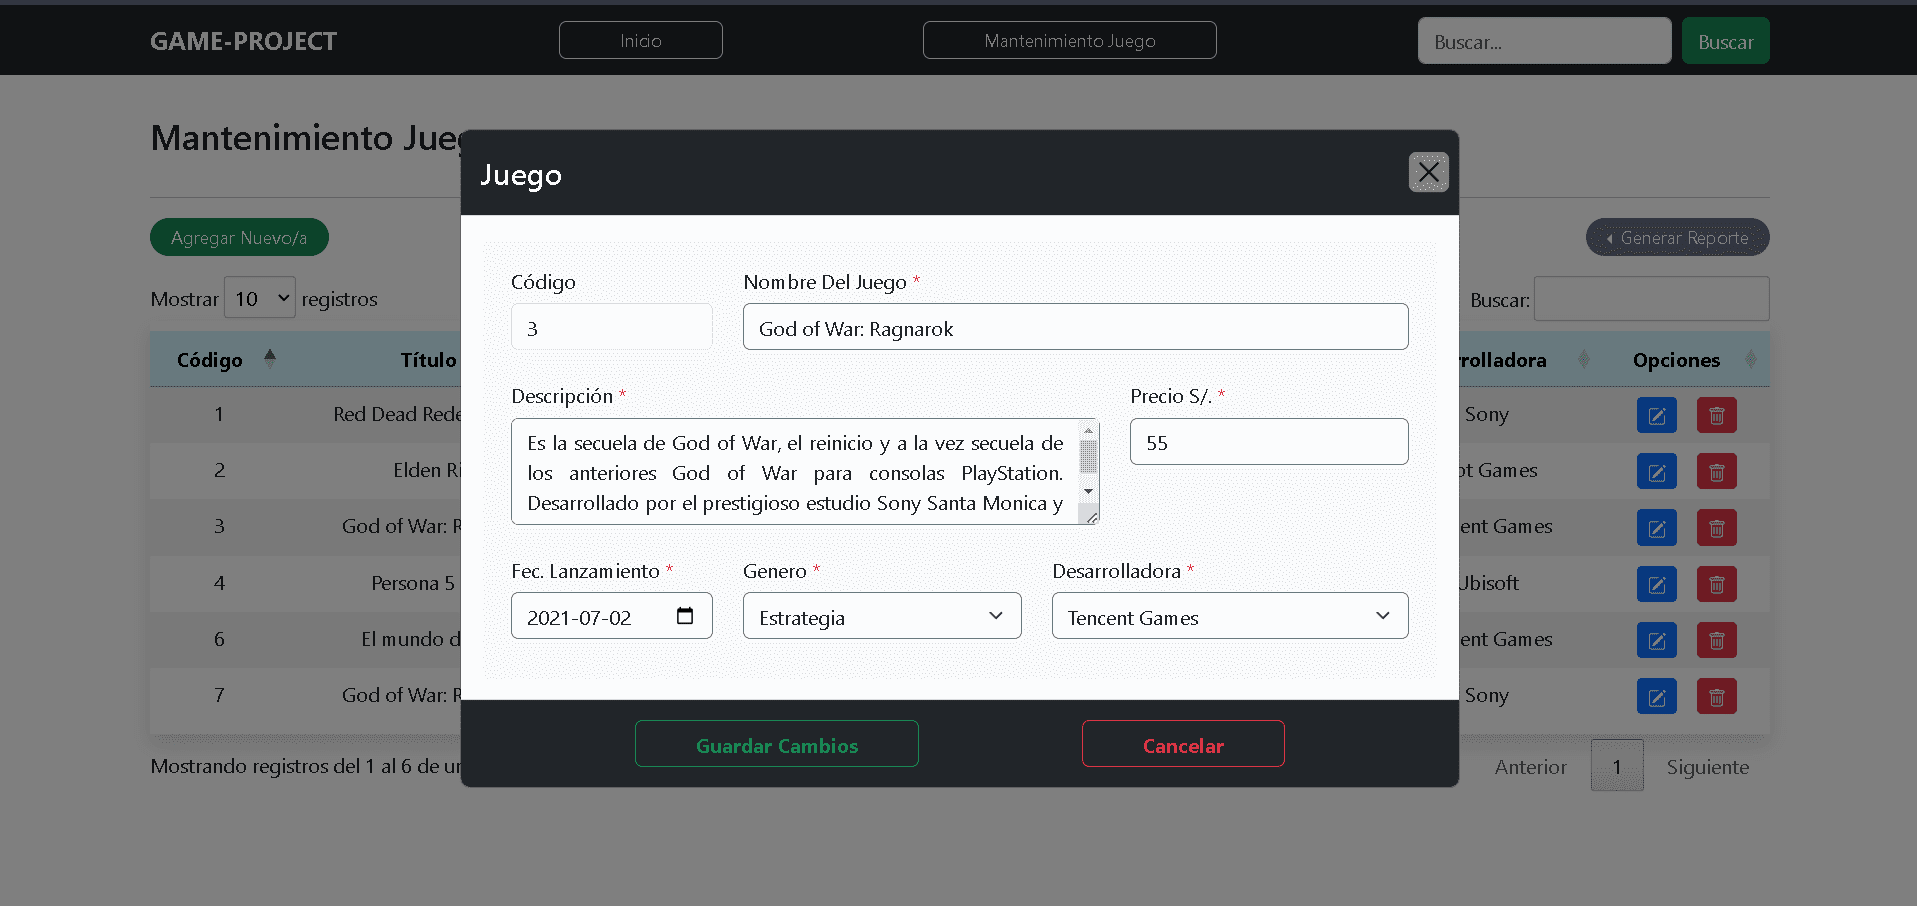 GAME-PROJECT
Inicio
Mantenimiento Juego
Buscar...
Buscar
Mantenimiento Jueg
Juego
Agregar Nuevo/a
Generar Reporte
Mostrar 10 registros
Buscar:
Código
Título
rrolladora
Opciones
1
Red Dead Rede
Sony
2
Elden Ri
ot Games
3
God of War: R
ent Games
4
Persona 5
Ubisoft
6
El mundo d
ent Games
7
God of War: R
Sony
Mostrando registros del 1 al 6 de un
Anterior
1
Siguiente
Código
Nombre Del Juego *
3
God of War: Ragnarok
Descripción *
Precio S/. *
Es la secuela de God of War, el reinicio y a la vez secuela de
los anteriores God of War para consolas PlayStation.
Desarrollado por el prestigioso estudio Sony Santa Monica y
55
Fec. Lanzamiento *
Genero *
Desarrolladora *
2021-07-02
Estrategia
Tencent Games
Guardar Cambios
Cancelar